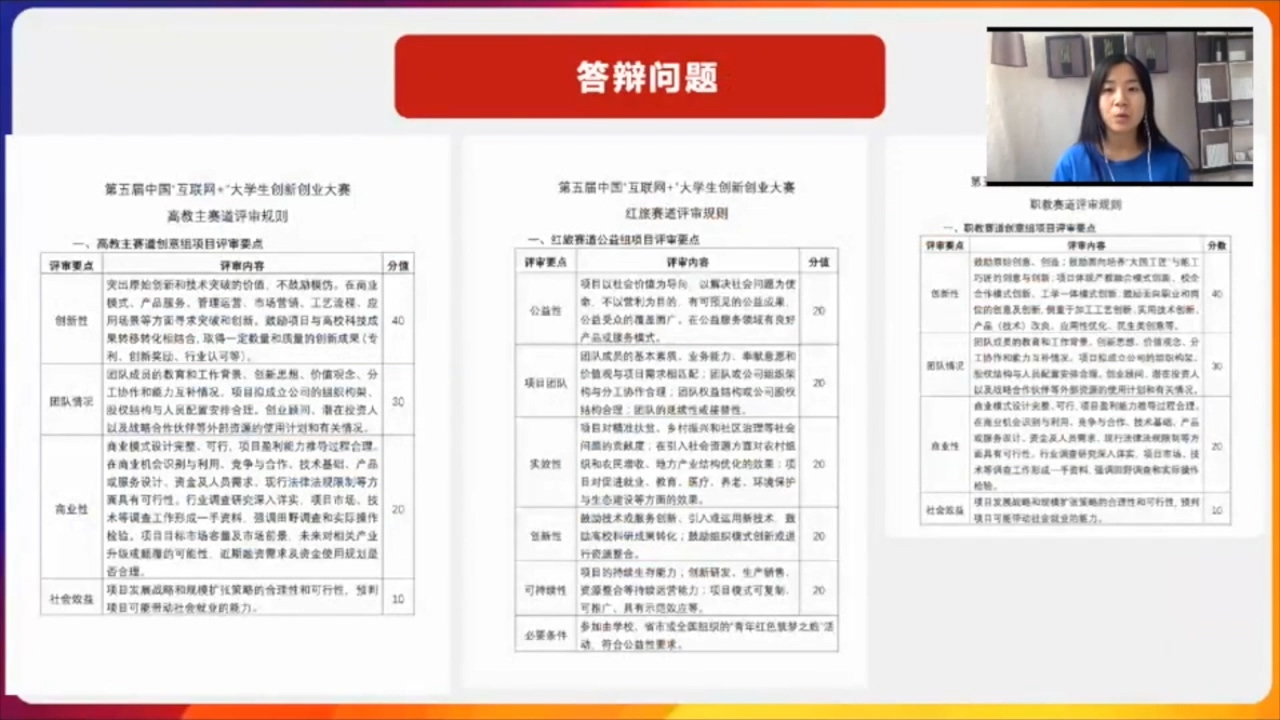 答辩问题
第五届中国"互联网+"大学生创新创业大赛
高教主赛道评审规则
一、高教主赛道创意组项目评审要点
评审要点 评审内容 分值
创新性
突出原始创新和技术突破的价值，不鼓励模仿。在商
业模式、产品服务、管理运营、市场营销、工艺流程、应
用场景等方面寻求突破和创新。鼓励项目与高校科技成
果转移转化相结合，取得一定数量和质量的创新成果（专
利、创新奖励、行业认可等）。
40
团队情况
团队成员的教育和工作背景、创新思想、价值观念、分
工协作和能力互补情况。项目拟成立公司的组织构架、
股权结构与人员配置安排合理。创业顾问、潜在投资人
以及战略合作伙伴等外部资源的使用计划和有关情况。
30
商业性
商业模式设计完整、可行，项目盈利能力推导过程合理。
在商业机会识别与利用、竞争与合作、技术基础、产品
或服务设计、资金及人员需求、现行法律法规限制等方
面具有可行性。行业调查研究深入详实，项目市场、技
术等调查工作形成一手资料，强调田野调查和实际操作
检验。项目目标市场容量及市场前景，未来对相关产业
升级或颠覆的可能性，近期融资需求及资金使用规划是
否合理。
20
社会效益
项目发展战略和规模扩张策略的合理性和可行性，预判
项目可能带动社会就业的能力。
10
第五届中国"互联网+"大学生创新创业大赛
红旅赛道评审规则
一、红旅赛道公益组项目评审要点
评审要点 评审内容 分值
公益性
项目以社会价值为导向，以解决社会问题为使
命，不以营利为目的，有可预见的公益成果，
公益受众的覆盖面广。在公益服务领域有良好
产品或服务模式。
20
项目团队
团队成员的基本素质、业务能力、奉献意愿和
价值观与项目需求相匹配；团队或公司组织架
构与分工协作合理；团队权益结构或公司股权
结构合理；团队的延续性或接替性。
20
实效性
项目对精准扶贫、乡村振兴和社区治理等社会
问题的贡献度；在引入社会资源方面对农村组
织和农民增收、地方产业结构优化的效果；项
目对促进就业、教育、医疗、养老、环境保护
与生态建设等方面的效果。
20
创新性
鼓励技术或服务创新、引入或运用新技术，鼓
励高校科研成果转化；鼓励组织模式创新或进
行资源整合。
20
可持续性
项目的持续生存能力；创新研发、生产销售、
资源整合等持续运营能力；项目模式可复制、
可推广、具有示范效应等。
20
必要条件
参加由学校、省市或全国组织的"青年红色筑梦之旅"活
动，符合公益性要求。
职教赛道评审规则
一、职教赛道创意组项目评审要点
评审要点 评审内容 分数
创新性
鼓励原始创意、创造；鼓励面向培养"大国工匠"与能工
巧匠的创意与创新；项目体现产教融合模式创新、校企
合作模式创新、工学一体模式创新；鼓励面向职业和岗
位的创意及创新，侧重于加工工艺创新、实用技术创新、
产品（技术）改良、应用性优化、民生类创意等。
40
团队情况
团队成员的教育和工作背景、创新思想、价值观念、分
工协作和能力互补情况。项目拟成立公司的组织构架、
股权结构与人员配置安排合理。创业顾问、潜在投资人
以及战略合作伙伴等外部资源的使用计划和有关情况。
30
商业性
商业模式设计完整、可行，项目盈利能力推导过程合理。
在商业机会识别与利用、竞争与合作、技术基础、产品
或服务设计、资金及人员需求、现行法律法规限制等方
面具有可行性。行业调查研究深入详实，项目市场、技
术等调查工作形成一手资料，强调田野调查和实际操作
检验。
20
社会效益
项目发展战略和规模扩张策略的合理性和可行性，预判
项目可能带动社会就业的能力。
10